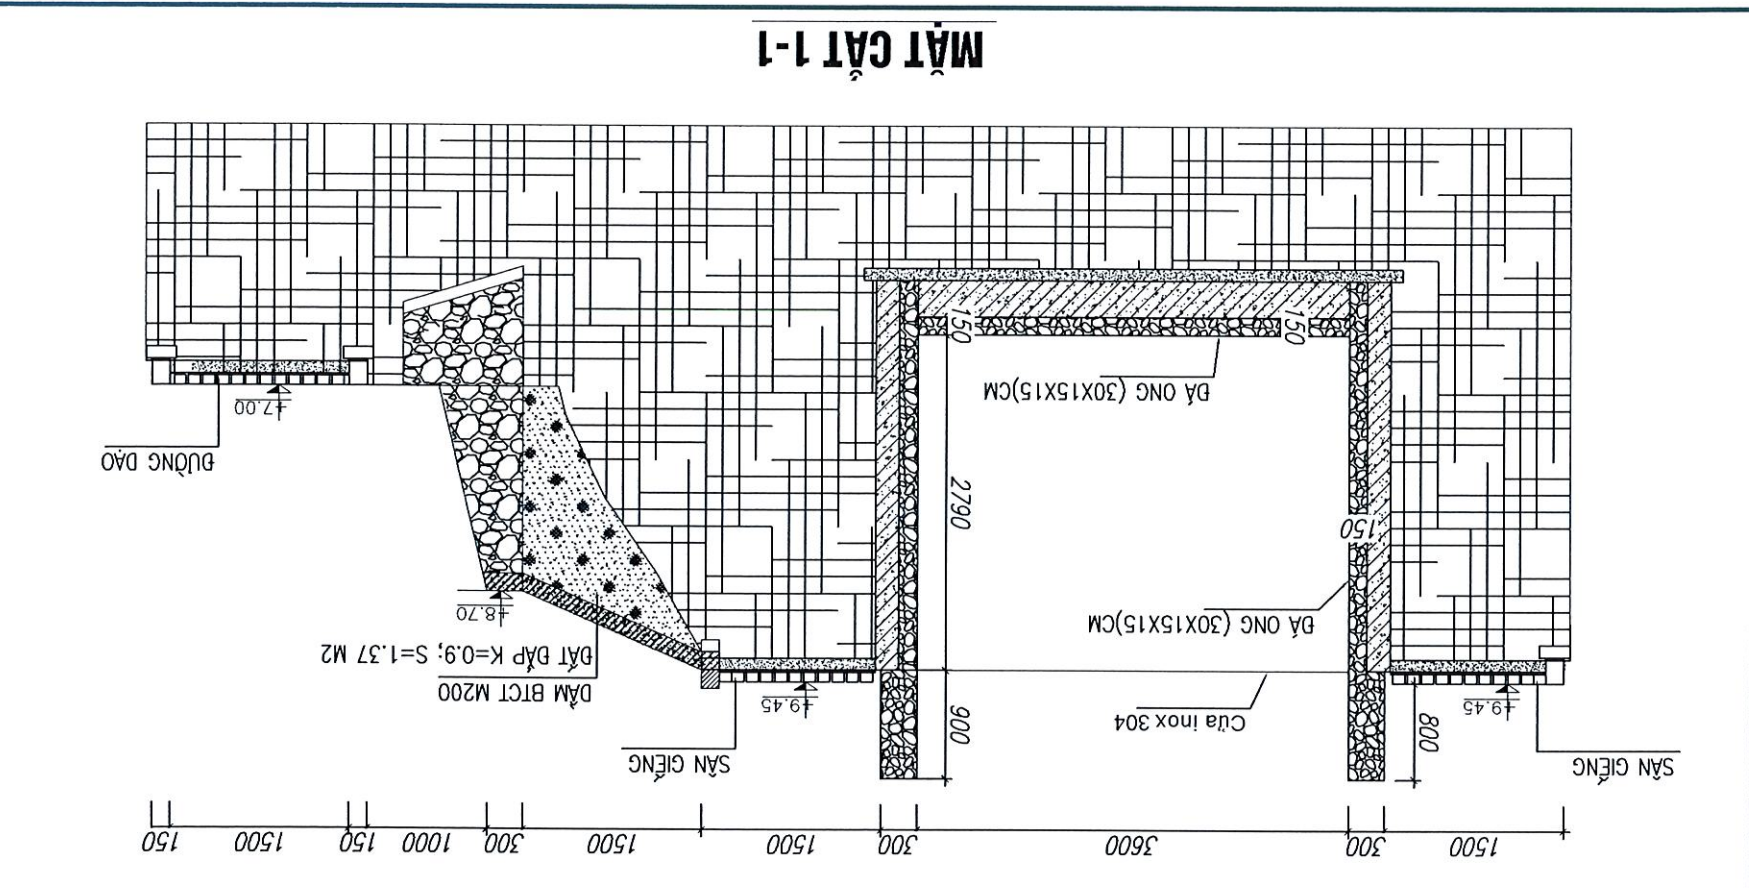 1500
300
3600
300
1500
1500
300
1000
150
1500
150
SÂN GIẾNG
+9.45
800
Cửa inox 304
900
SÂN GIẾNG
+9.45
DẦM BTCT M200
ĐẤT ĐẮP K=0.9; S=1.37 M2
+8.70
ĐÁ ONG (30X15X15)CM
150
2790
ĐƯỜNG DẠO
+7.00
ĐÁ ONG (30X15X15)CM
150
150
MẶT CẮT 1-1